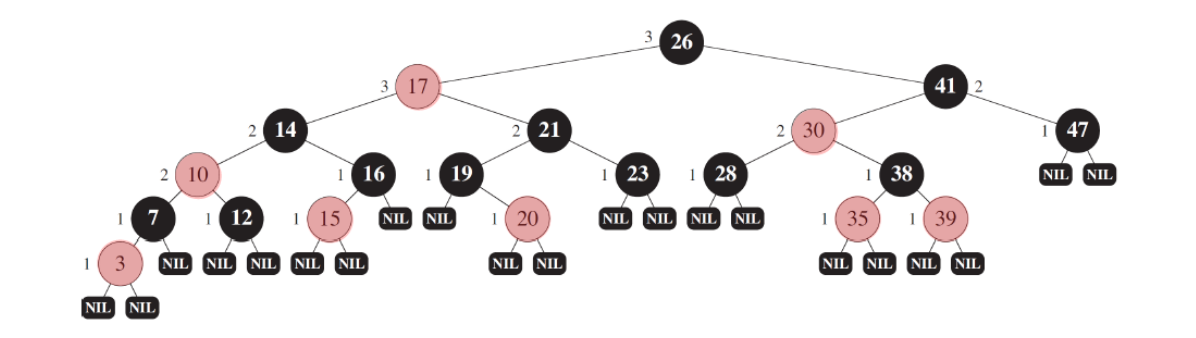 3 26
3 17 41 2
2 14 2 21 2 30 1 47
2 10 1 16 1 19 1 23 1 28 1 38 NIL NIL
1 7 1 12 1 15 NIL NIL 1 20 NIL NIL NIL NIL 1 35 1 39
1 3 NIL NIL NIL NIL NIL NIL NIL NIL NIL NIL NIL
NIL NIL